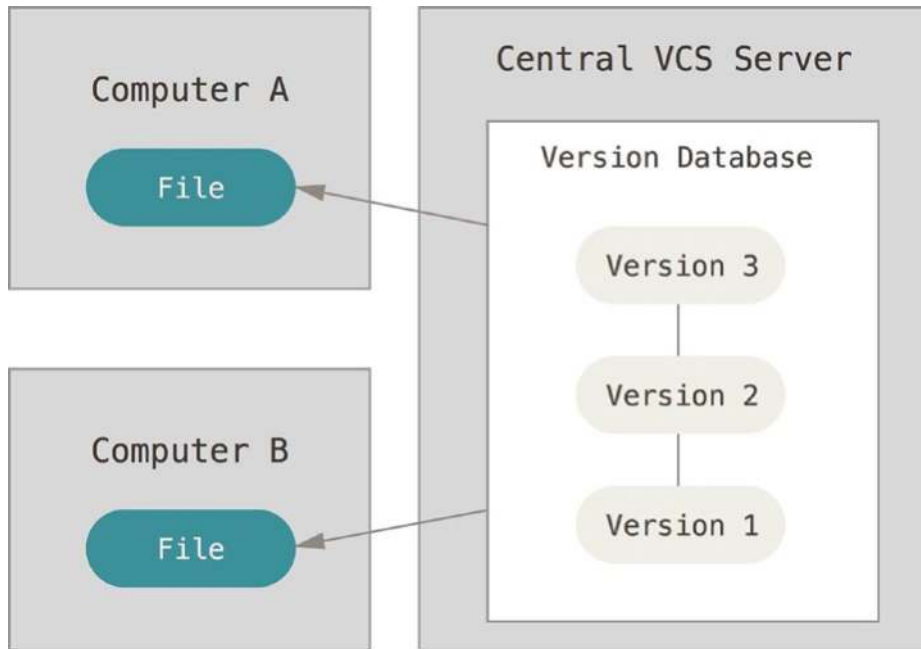 Computer A
File
Computer B
File
Central VCS Server
Version Database
Version 3
Version 2
Version 1